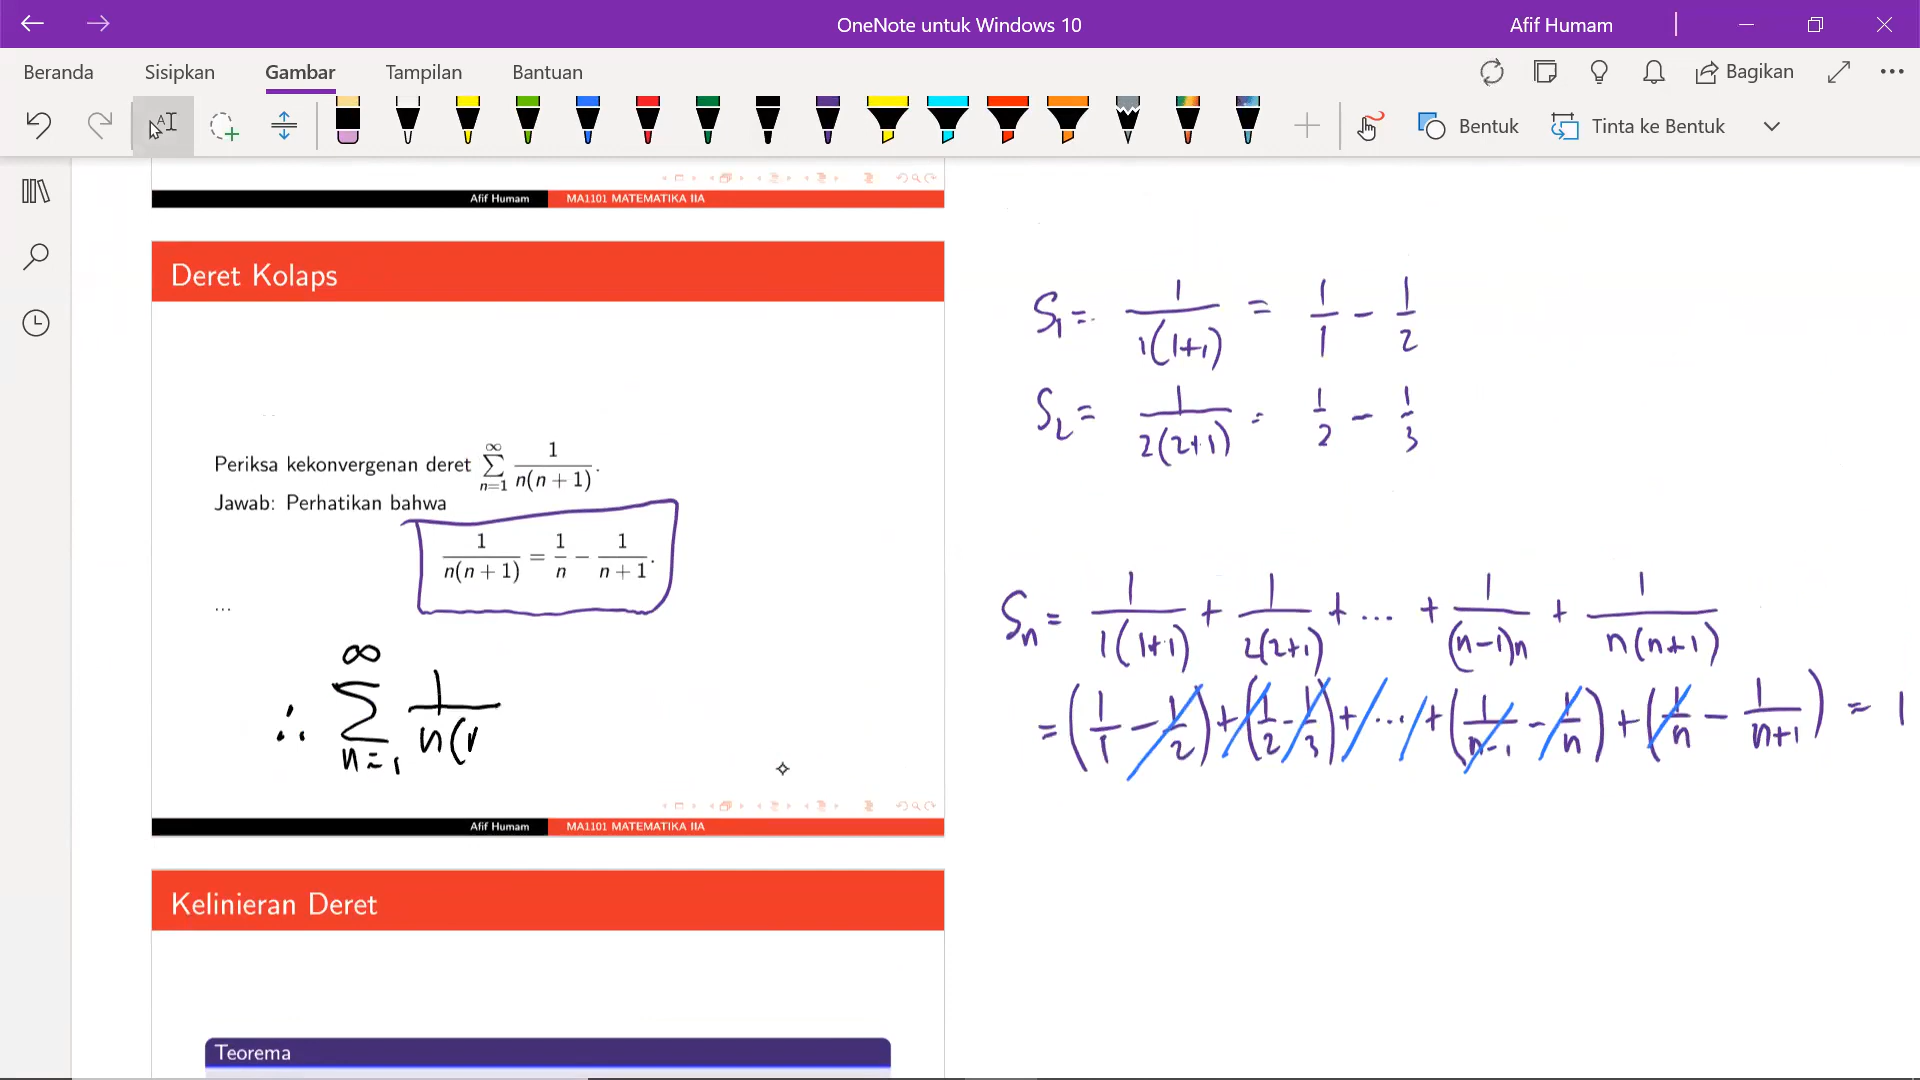 OneNote untuk Windows 10
Afif Humam
Beranda Sisipkan Gambar Tampilan Bantuan
Bagikan
Bentuk
Tinta ke Bentuk
Afif Humam MA1101 MATEMATIKA IIA
Deret Kolaps
Periksa kekonvergenan deret ∑_{n=1}^{∞} 1/(n(n + 1)).
Jawab: Perhatikan bahwa
1/(n(n + 1)) = 1/n − 1/(n + 1).
...
∴ ∑_{n=1}^{∞} 1/(n(
Afif Humam MA1101 MATEMATIKA IIA
Kelinieran Deret
Teorema
S₁ = 1/(1(1+1)) = 1/1 − 1/2
S₂ = 1/(2(2+1)) = 1/2 − 1/3
Sₙ = 1/(1(1+1)) + 1/(2(2+1)) + ... + 1/((n−1)n) + 1/(n(n+1))
= (1/1 − 1/2) + (1/2 − 1/3) + ... + (1/(n−1) − 1/n) + (1/n − 1/(n+1)) = 1